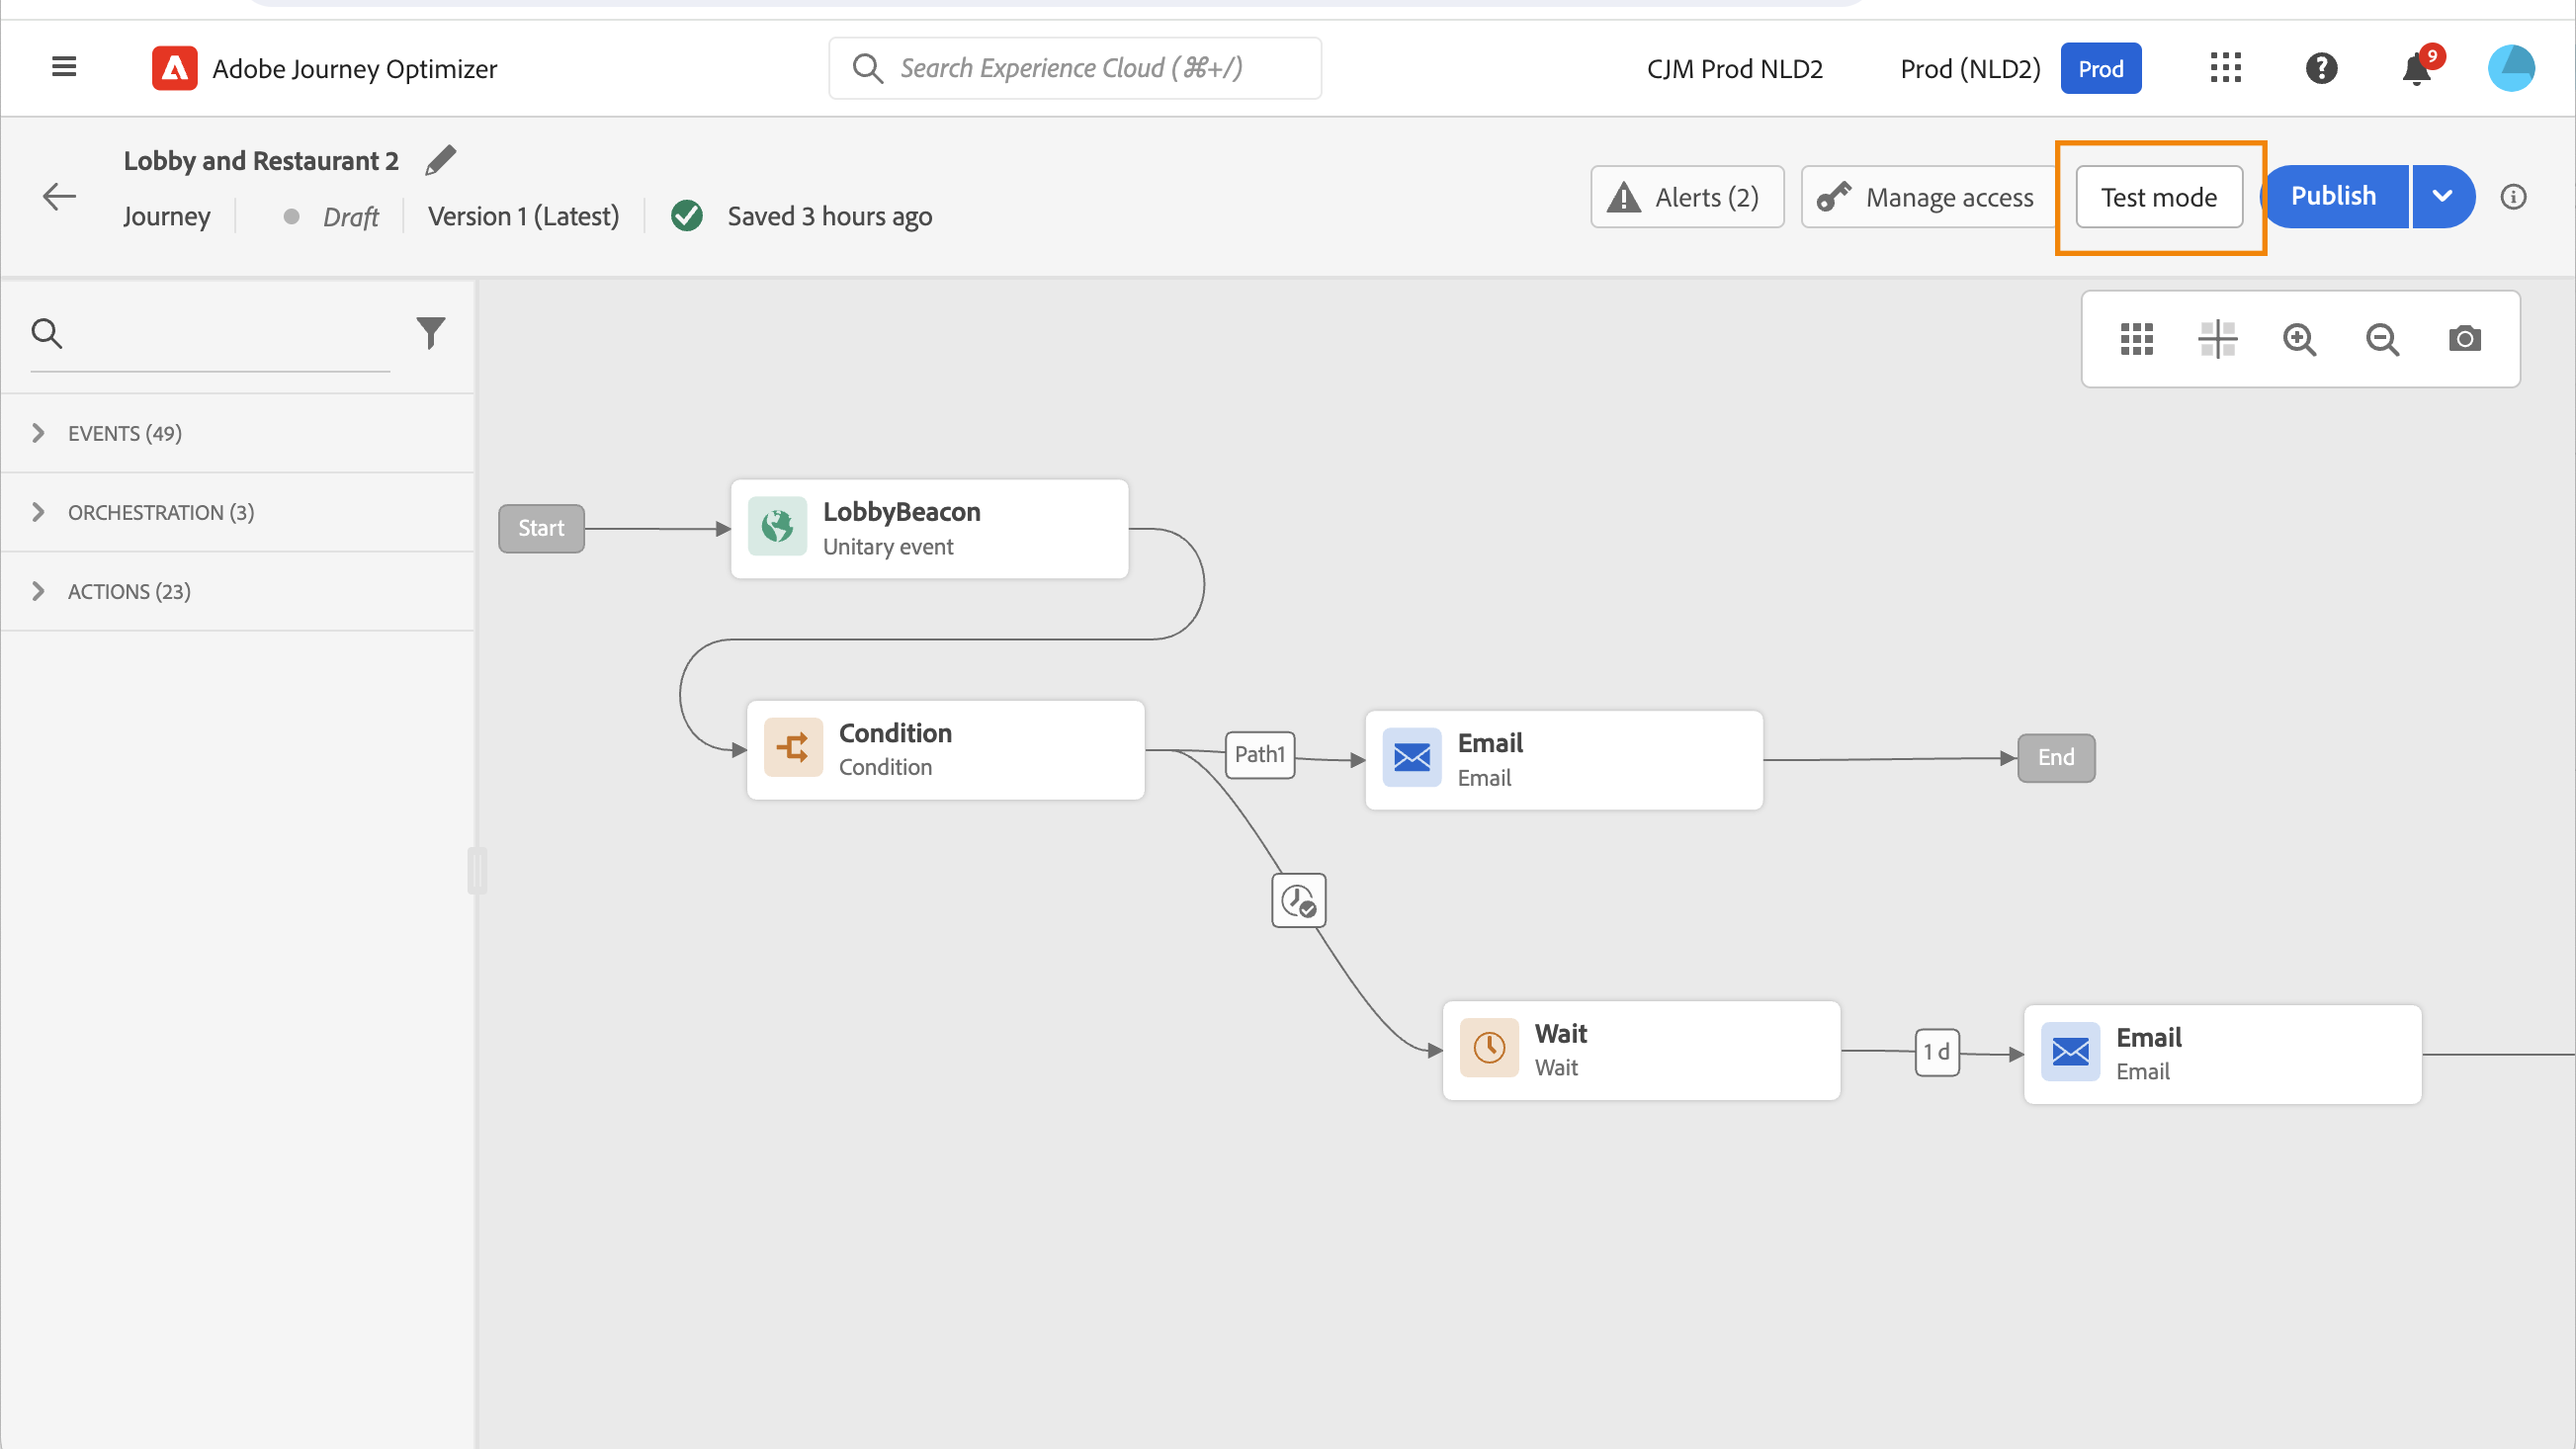 Adobe Journey Optimizer
Search Experience Cloud (⌘+/)
CJM Prod NLD2
Prod (NLD2)
Prod
9
Lobby and Restaurant 2
Journey
Draft
Version 1 (Latest)
Saved 3 hours ago
Alerts (2)
Manage access
Test mode
Publish
EVENTS (49)
ORCHESTRATION (3)
ACTIONS (23)
Start
LobbyBeacon
Unitary event
Condition
Condition
Path1
Email
Email
End
Wait
Wait
1 d
Email
Email